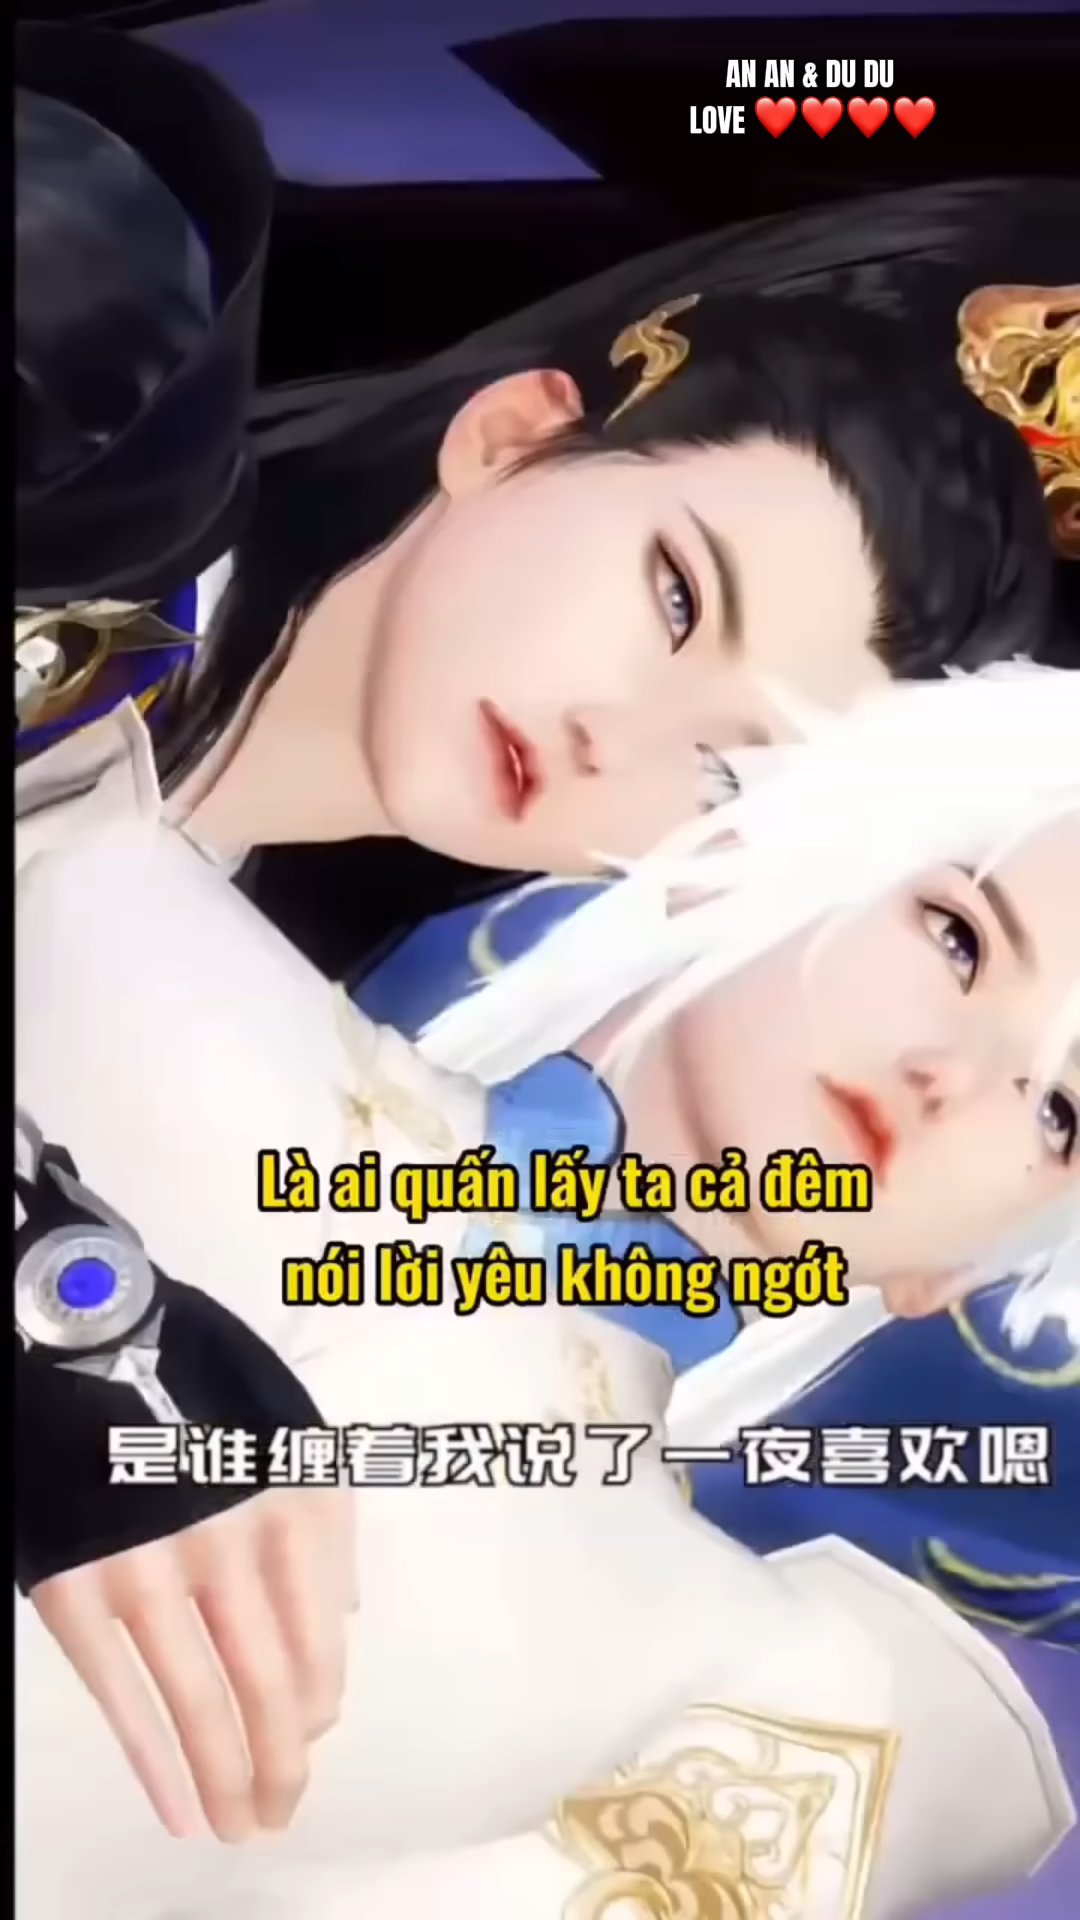 AN AN & DU DU
LOVE ❤️❤️❤️❤️
Là ai quấn lấy ta cả đêm
nói lời yêu không ngớt
是谁缠着我说了一夜喜欢嗯